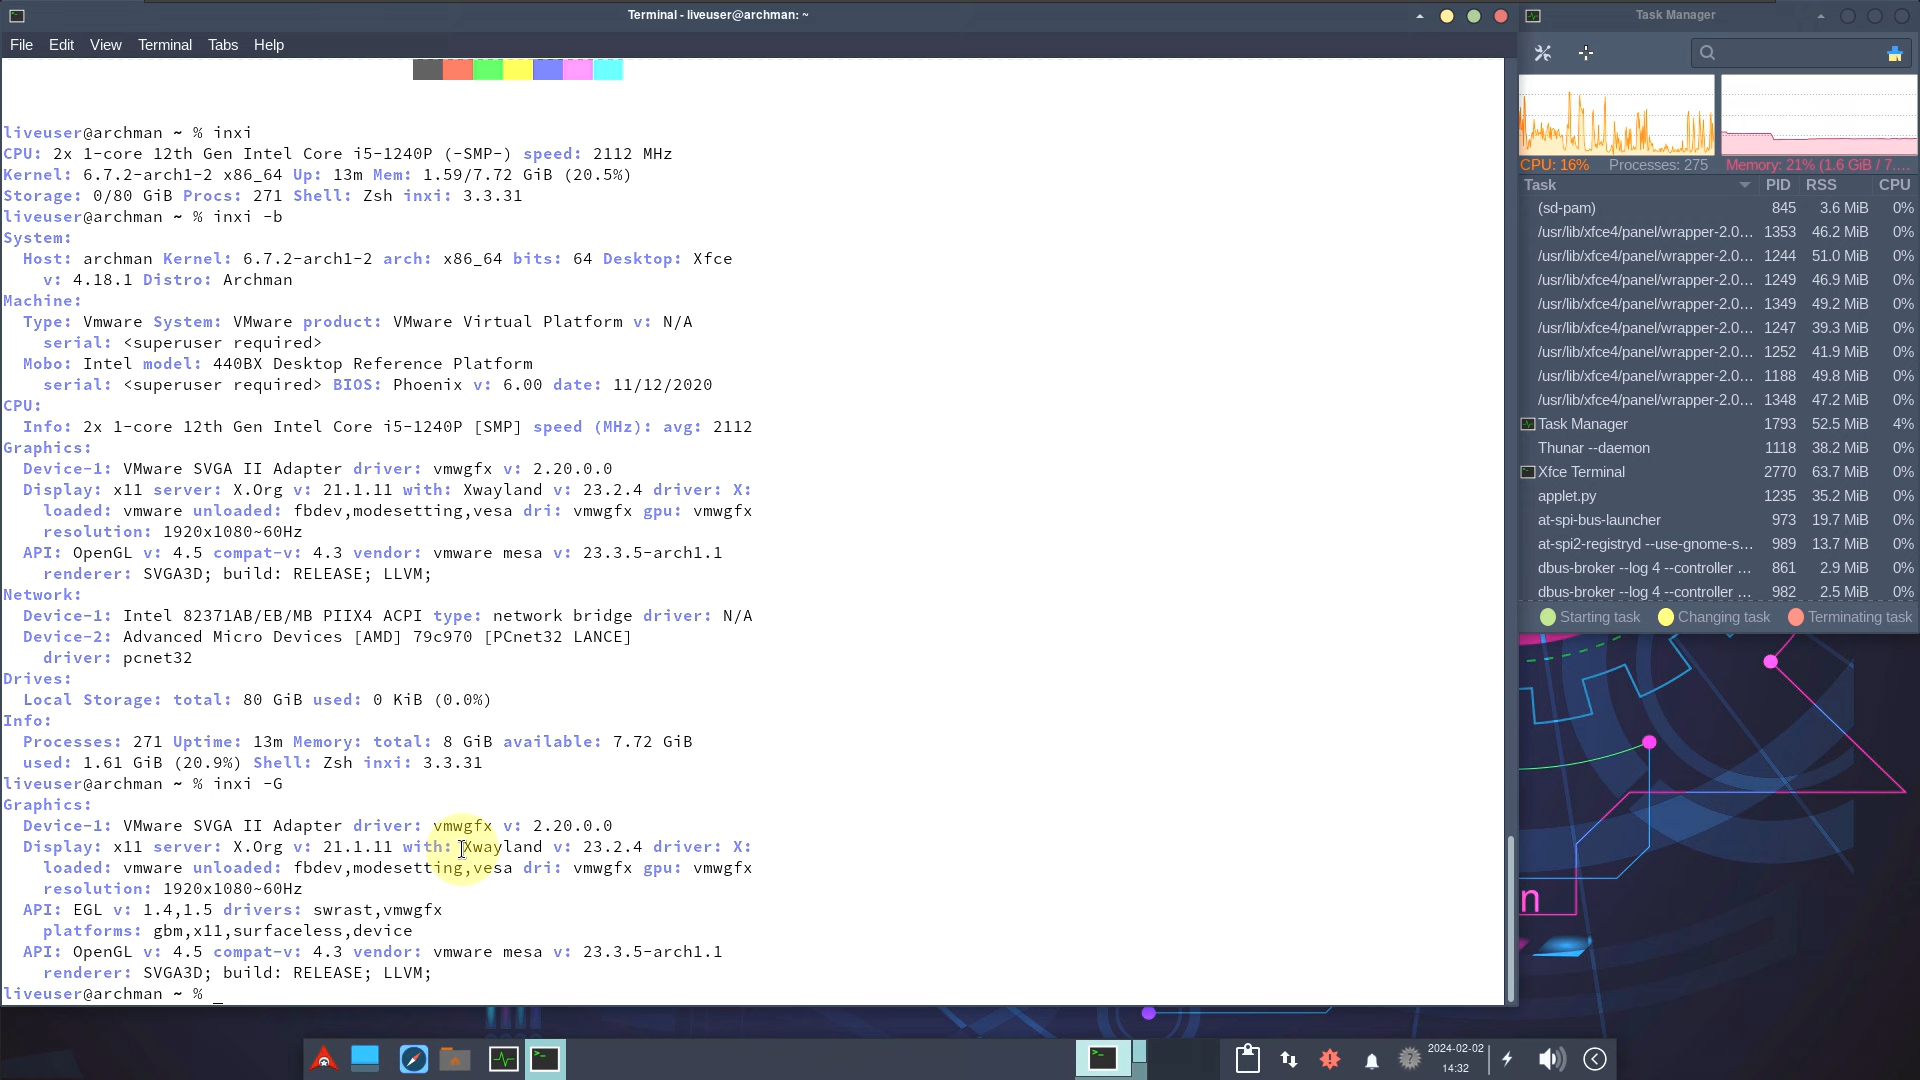 Terminal - liveuser@archman: ~
File Edit View Terminal Tabs Help
liveuser@archman ~ % inxi
CPU: 2x 1-core 12th Gen Intel Core i5-1240P (-SMP-) speed: 2112 MHz
Kernel: 6.7.2-arch1-2 x86_64 Up: 13m Mem: 1.59/7.72 GiB (20.5%)
Storage: 0/80 GiB Procs: 271 Shell: Zsh inxi: 3.3.31
liveuser@archman ~ % inxi -b
System:
Host: archman Kernel: 6.7.2-arch1-2 arch: x86_64 bits: 64 Desktop: Xfce
v: 4.18.1 Distro: Archman
Machine:
Type: Vmware System: VMware product: VMware Virtual Platform v: N/A
serial: <superuser required>
Mobo: Intel model: 440BX Desktop Reference Platform
serial: <superuser required> BIOS: Phoenix v: 6.00 date: 11/12/2020
CPU:
Info: 2x 1-core 12th Gen Intel Core i5-1240P [SMP] speed (MHz): avg: 2112
Graphics:
Device-1: VMware SVGA II Adapter driver: vmwgfx v: 2.20.0.0
Display: x11 server: X.Org v: 21.1.11 with: Xwayland v: 23.2.4 driver: X:
loaded: vmware unloaded: fbdev,modesetting,vesa dri: vmwgfx gpu: vmwgfx
resolution: 1920x1080~60Hz
API: OpenGL v: 4.5 compat-v: 4.3 vendor: vmware mesa v: 23.3.5-arch1.1
renderer: SVGA3D; build: RELEASE; LLVM;
Network:
Device-1: Intel 82371AB/EB/MB PIIX4 ACPI type: network bridge driver: N/A
Device-2: Advanced Micro Devices [AMD] 79c970 [PCnet32 LANCE]
driver: pcnet32
Drives:
Local Storage: total: 80 GiB used: 0 KiB (0.0%)
Info:
Processes: 271 Uptime: 13m Memory: total: 8 GiB available: 7.72 GiB
used: 1.61 GiB (20.9%) Shell: Zsh inxi: 3.3.31
liveuser@archman ~ % inxi -G
Graphics:
Device-1: VMware SVGA II Adapter driver: vmwgfx v: 2.20.0.0
Display: x11 server: X.Org v: 21.1.11 with: Xwayland v: 23.2.4 driver: X:
loaded: vmware unloaded: fbdev,modesetting,vesa dri: vmwgfx gpu: vmwgfx
resolution: 1920x1080~60Hz
API: EGL v: 1.4,1.5 drivers: swrast,vmwgfx
platforms: gbm,x11,surfaceless,device
API: OpenGL v: 4.5 compat-v: 4.3 vendor: vmware mesa v: 23.3.5-arch1.1
renderer: SVGA3D; build: RELEASE; LLVM;
liveuser@archman ~ % _
Task Manager
CPU: 16% Processes: 275 Memory: 21% (1.6 GiB / 7....
Task PID RSS CPU
(sd-pam) 845 3.6 MiB 0%
/usr/lib/xfce4/panel/wrapper-2.0... 1353 46.2 MiB 0%
/usr/lib/xfce4/panel/wrapper-2.0... 1244 51.0 MiB 0%
/usr/lib/xfce4/panel/wrapper-2.0... 1249 46.9 MiB 0%
/usr/lib/xfce4/panel/wrapper-2.0... 1349 49.2 MiB 0%
/usr/lib/xfce4/panel/wrapper-2.0... 1247 39.3 MiB 0%
/usr/lib/xfce4/panel/wrapper-2.0... 1252 41.9 MiB 0%
/usr/lib/xfce4/panel/wrapper-2.0... 1188 49.8 MiB 0%
/usr/lib/xfce4/panel/wrapper-2.0... 1348 47.2 MiB 0%
Task Manager 1793 52.5 MiB 4%
Thunar --daemon 1118 38.2 MiB 0%
Xfce Terminal 2770 63.7 MiB 0%
applet.py 1235 35.2 MiB 0%
at-spi-bus-launcher 973 19.7 MiB 0%
at-spi2-registryd --use-gnome-s... 989 13.7 MiB 0%
dbus-broker --log 4 --controller ... 861 2.9 MiB 0%
dbus-broker --log 4 --controller ... 982 2.5 MiB 0%
Starting task Changing task Terminating task
n
2024-02-02
14:32